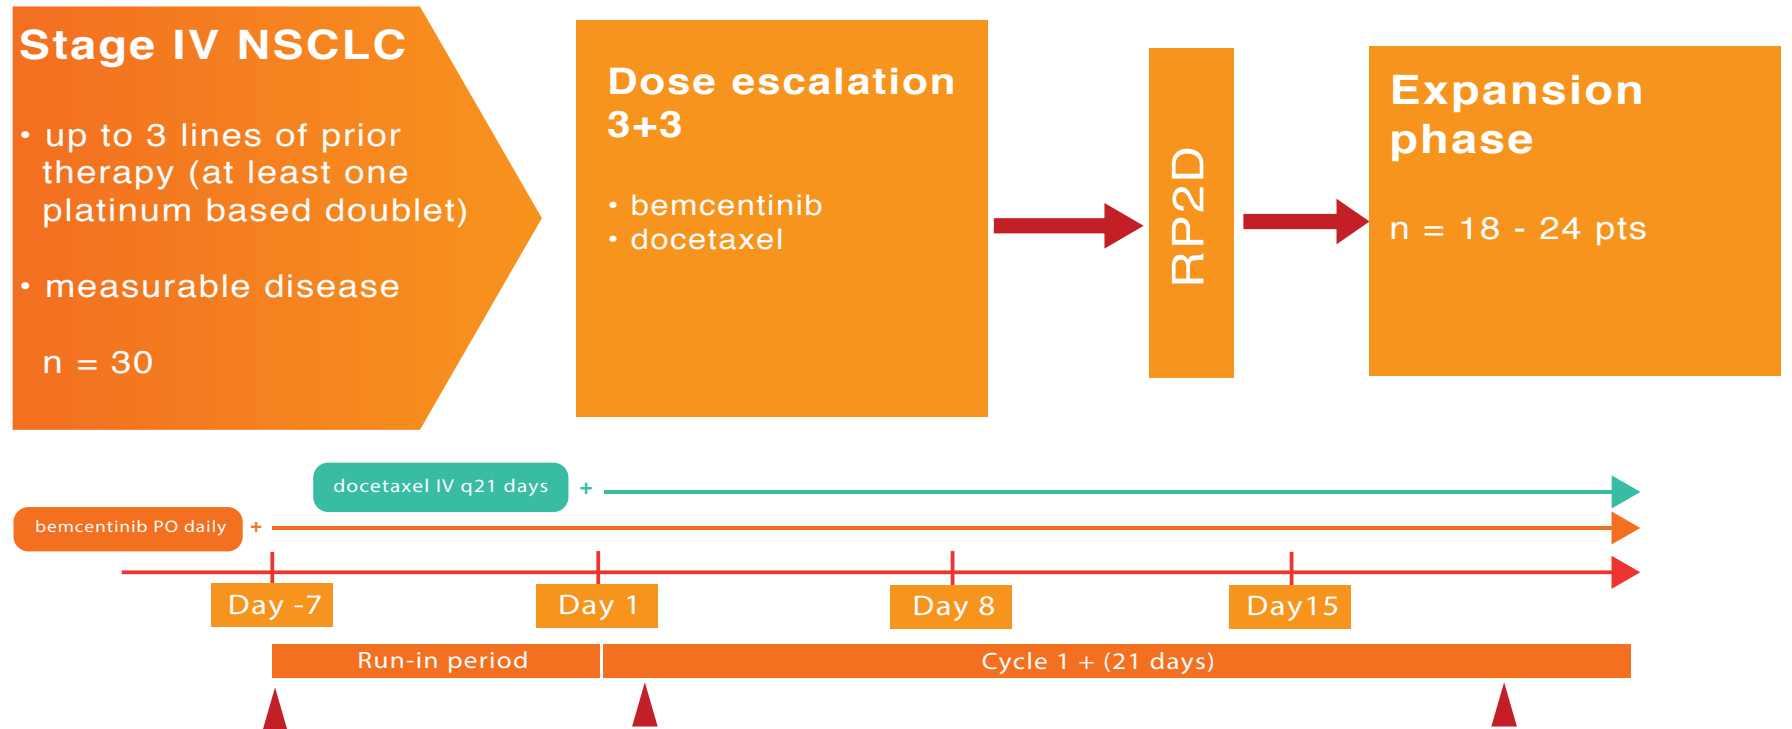 Stage IV NSCLC
• up to 3 lines of prior
therapy (at least one
platinum based doublet)
• measurable disease
n = 30
Dose escalation
3+3
• bemcentinib
• docetaxel
RP2D
Expansion
phase
n = 18 - 24 pts
docetaxel IV q21 days +
bemcentinib PO daily +
Day -7
Day 1
Day 8
Day15
Run-in period
Cycle 1 + (21 days)